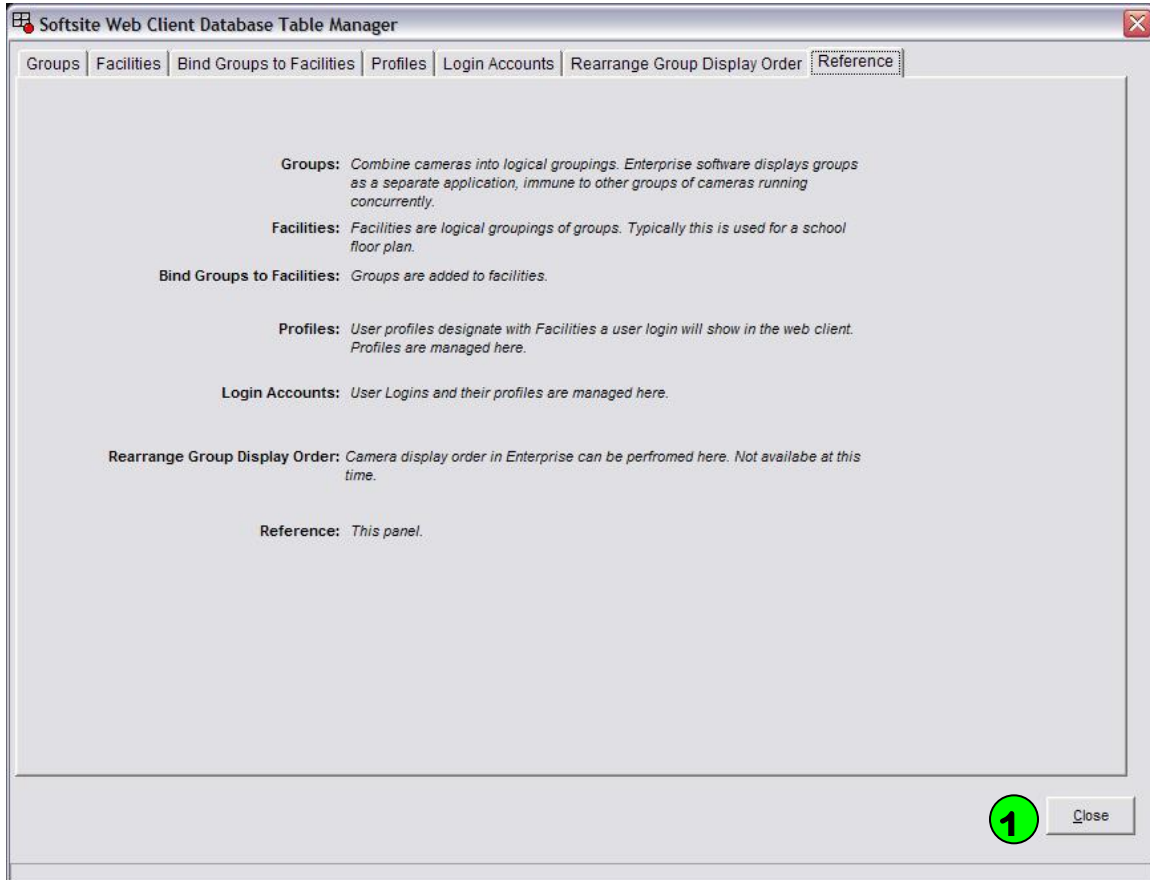 Softsite Web Client Database Table Manager
Groups Facilities Bind Groups to Facilities Profiles Login Accounts Rearrange Group Display Order Reference
Groups: Combine cameras into logical groupings. Enterprise software displays groups
as a separate application, immune to other groups of cameras running
concurrently.
Facilities: Facilities are logical groupings of groups. Typically this is used for a school
floor plan.
Bind Groups to Facilities: Groups are added to facilities.
Profiles: User profiles designate with Facilities a user login will show in the web client.
Profiles are managed here.
Login Accounts: User Logins and their profiles are managed here.
Rearrange Group Display Order: Camera display order in Enterprise can be perfromed here. Not availabe at this
time.
Reference: This panel.
1 Close